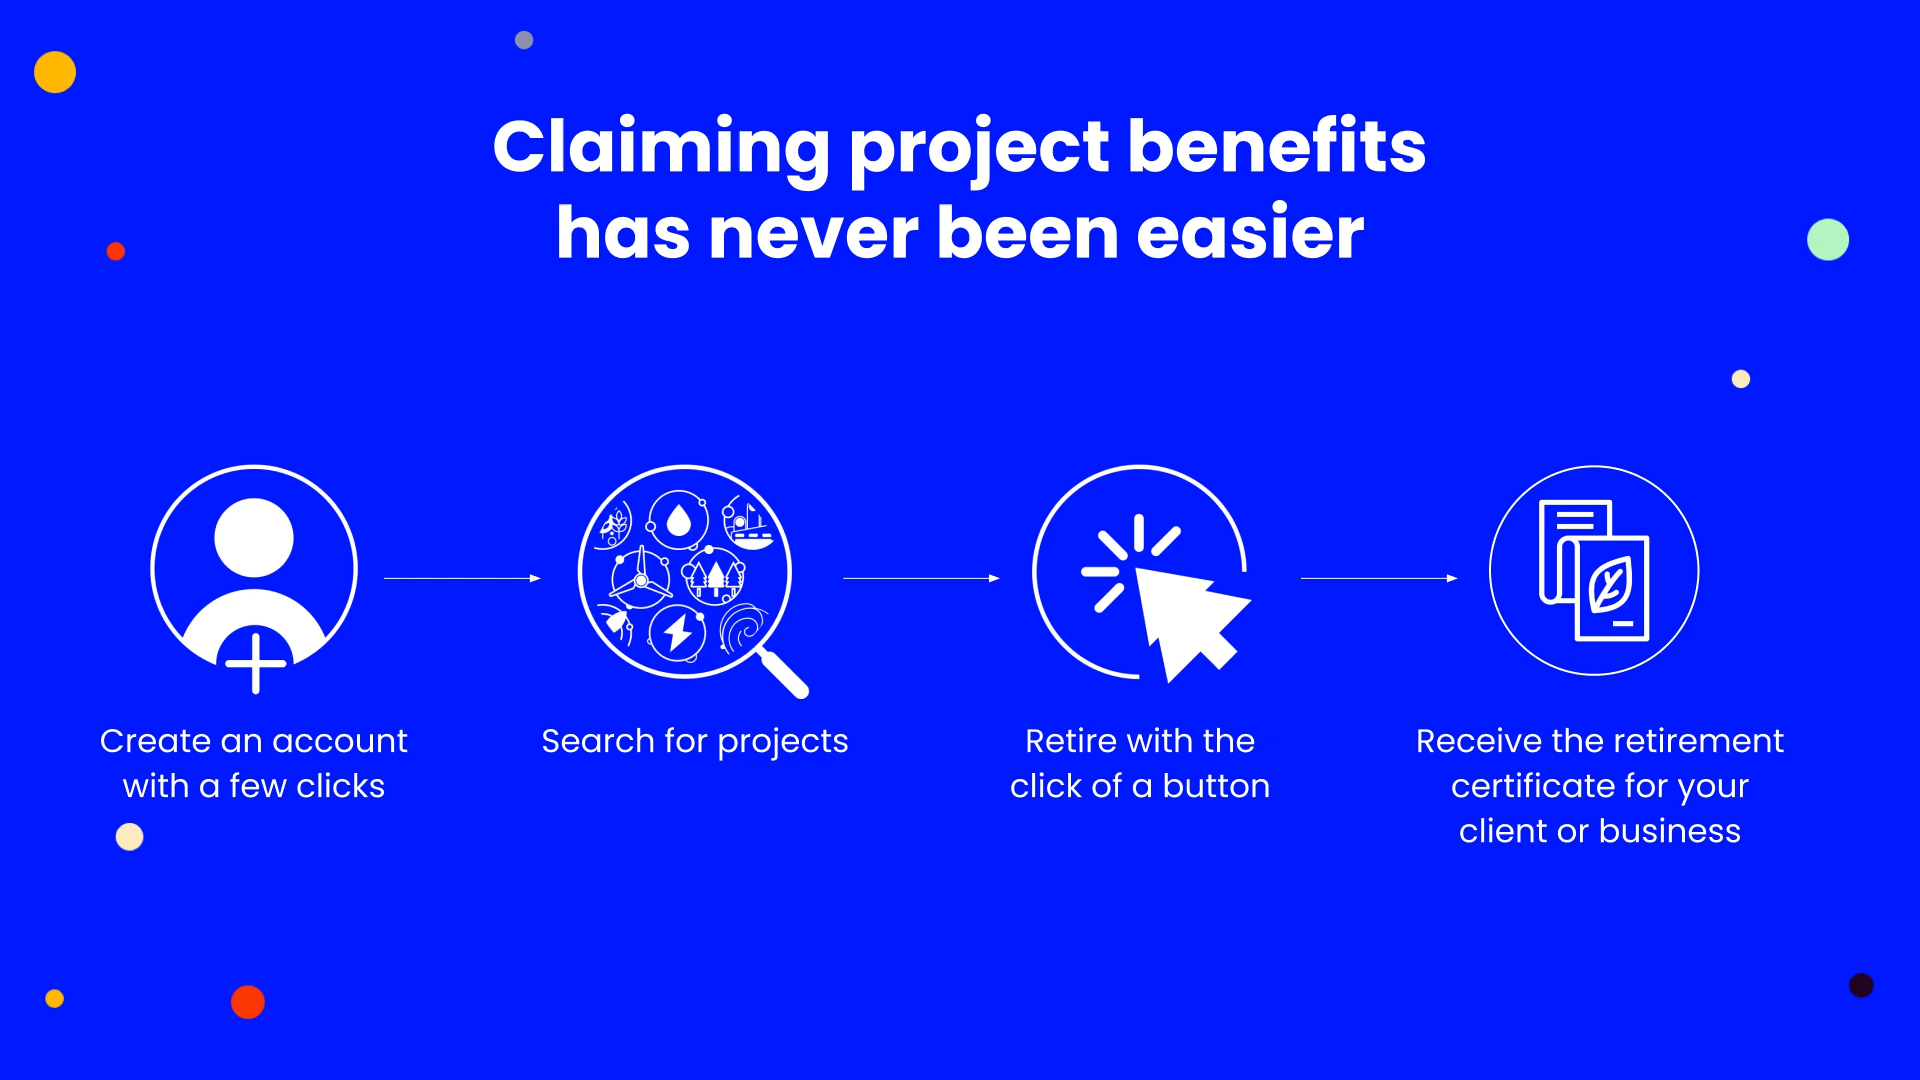 Claiming project benefits
has never been easier
Create an account
with a few clicks
Search for projects
Retire with the
click of a button
Receive the retirement
certificate for your
client or business